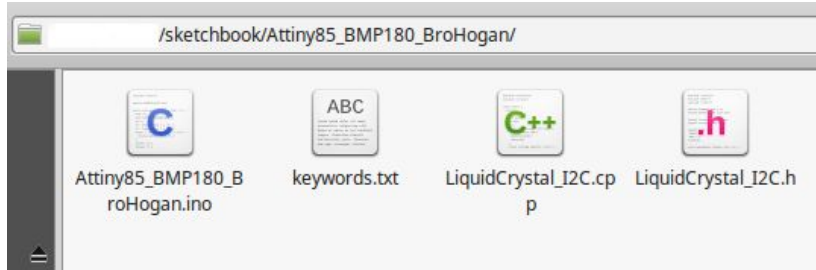 /sketchbook/Attiny85_BMP180_BroHogan/
C
ABC
C++
.h
Attiny85_BMP180_B
roHogan.ino
keywords.txt
LiquidCrystal_I2C.cp
p
LiquidCrystal_I2C.h